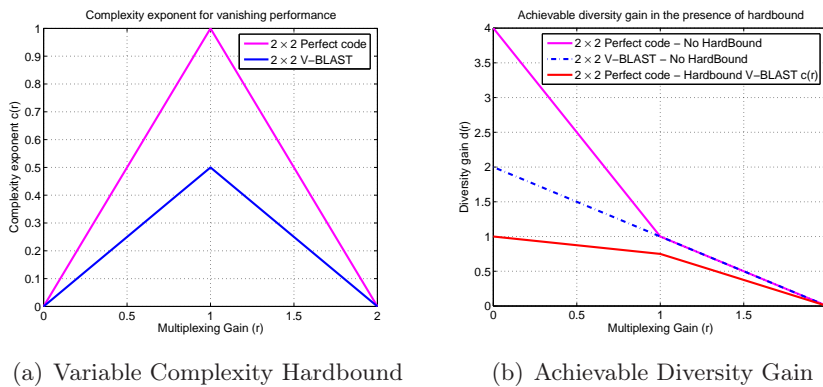 Complexity exponent for vanishing performance
2 × 2 Perfect code
2 × 2 V−BLAST
Complexity exponent c(r)
1
0.9
0.8
0.7
0.6
0.5
0.4
0.3
0.2
0.1
0
0 0.5 1 1.5 2
Multiplexing Gain (r)
(a) Variable Complexity Hardbound
Achievable diversity gain in the presence of hardbound
2 × 2 Perfect code − No HardBound
2 × 2 V−BLAST − No HardBound
2 × 2 Perfect code − Hardbound V−BLAST c(r)
Diversity gain d(r)
4
3.5
3
2.5
2
1.5
1
0.5
0
0 0.5 1 1.5 2
Multiplexing Gain (r)
(b) Achievable Diversity Gain